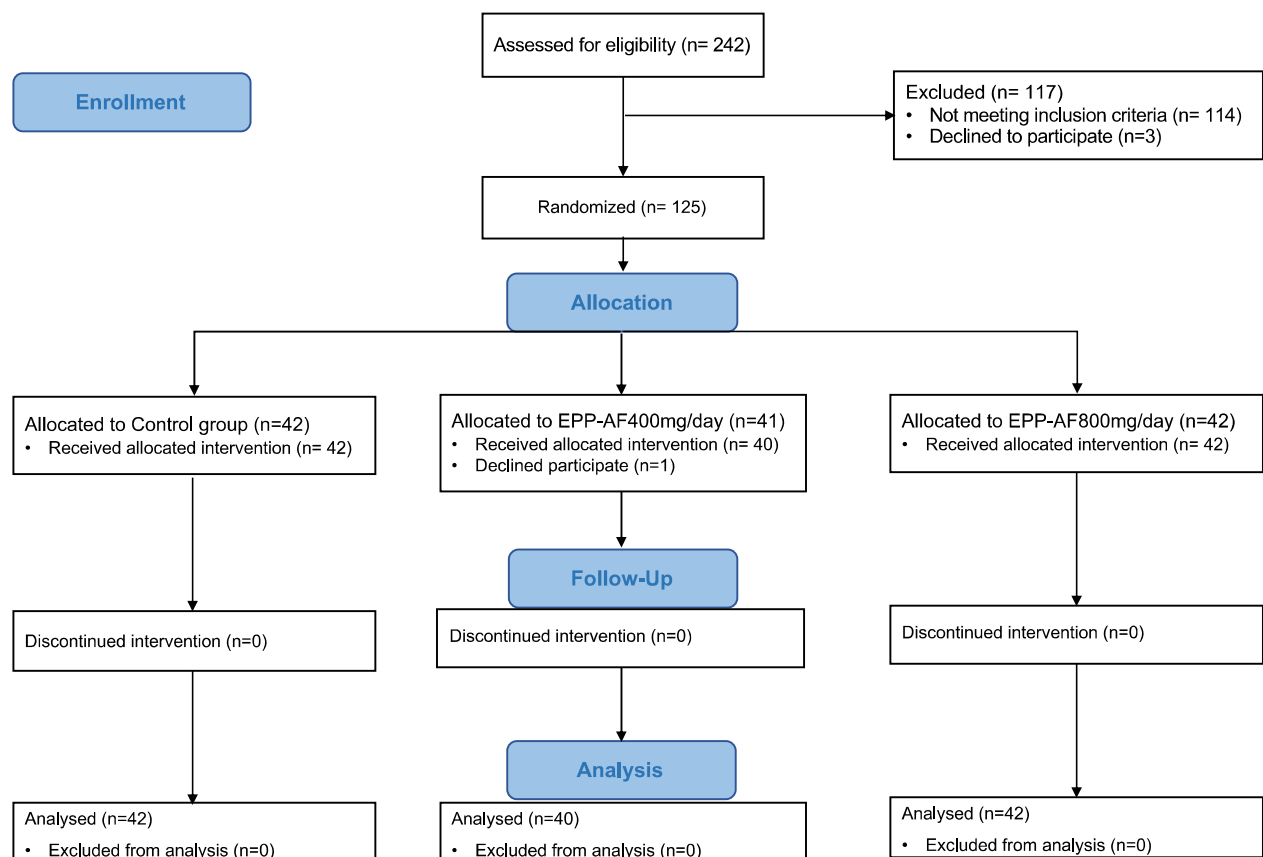 Assessed for eligibility (n= 242)
Enrollment
Excluded (n= 117)
• Not meeting inclusion criteria (n= 114)
• Declined to participate (n=3)
Randomized (n= 125)
Allocation
Allocated to Control group (n=42)
• Received allocated intervention (n= 42)
Allocated to EPP-AF400mg/day (n=41)
• Received allocated intervention (n= 40)
• Declined participate (n=1)
Allocated to EPP-AF800mg/day (n=42)
• Received allocated intervention (n= 42)
Follow-Up
Discontinued intervention (n=0)
Discontinued intervention (n=0)
Discontinued intervention (n=0)
Analysis
Analysed (n=42)
• Excluded from analysis (n=0)
Analysed (n=40)
• Excluded from analysis (n=0)
Analysed (n=42)
• Excluded from analysis (n=0)